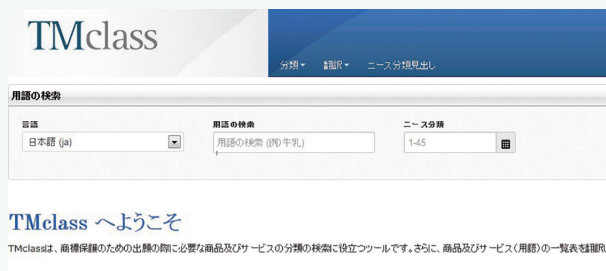 TMclass
分類 翻訳 ニース分類見出し
用語の検索
言語 用語の検索 ニース分類
日本語 (ja) 用語の検索 (例) 牛乳) 1-45
TMclass へようこそ
TMclassは、商標保護のための出願の際に必要な商品及びサービスの分類の検索に役立つツールです。さらに、商品及びサービス(用語)の一覧表を翻訳